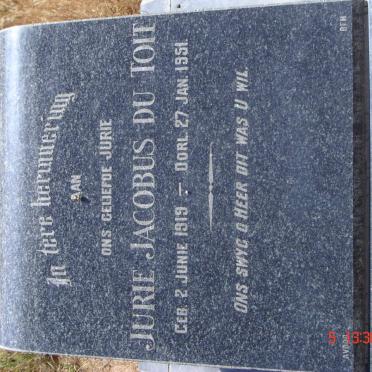 In tere herinnering
AAN
ONS GELIEFDE JURIE
JURIE JACOBUS DU TOIT
GEB. 2 JUNIE 1919 — OORL. 27 JAN. 1951.
ONS SWYG O HEER DIT WAS U WIL.